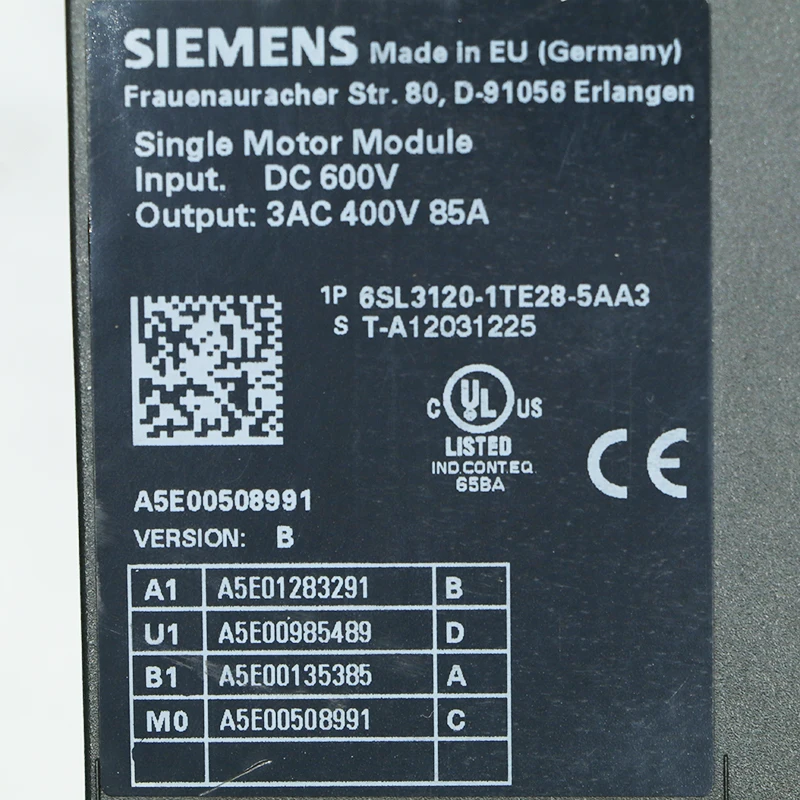 SIEMENS Made in EU (Germany)
Frauenauracher Str. 80, D-91056 Erlangen
Single Motor Module
Input. DC 600V
Output: 3AC 400V 85A
1P 6SL3120-1TE28-5AA3
S T-A12031225
C UL US
LISTED
IND.CONT.EQ.
65BA
CE
A5E00508991
VERSION: B
A1 A5E01283291 B
U1 A5E00985489 D
B1 A5E00135385 A
M0 A5E00508991 C